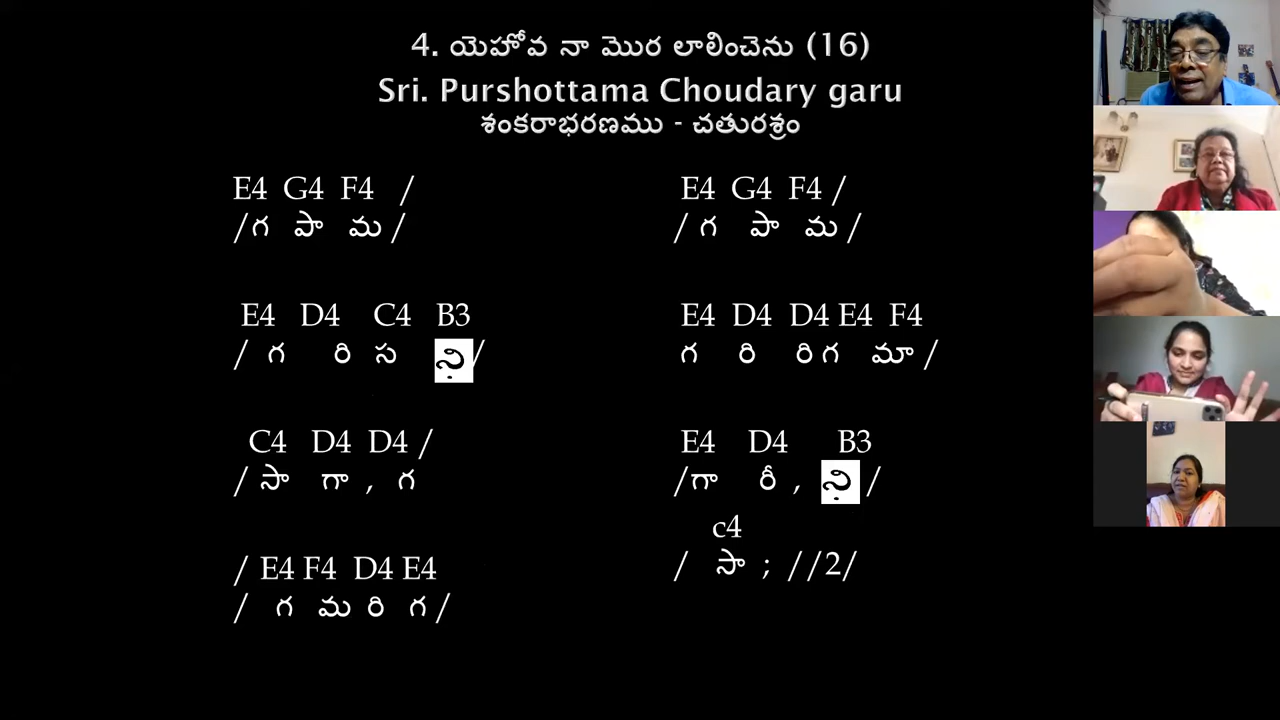 4. యెహోవ నా మొర లాలించెను (16)
Sri. Purshottama Choudary garu
శంకరాభరణము - చతురశ్రం
E4 G4 F4 /
/గ పా మ /
E4 D4 C4 B3
/ గ రి స ని /
C4 D4 D4 /
/ సా గా , గ
/ E4 F4 D4 E4
/ గ మ రి గ /
E4 G4 F4 /
/ గ పా మ /
E4 D4 D4 E4 F4
గ రి రి గ మా /
E4 D4 B3
/గా రీ , ని /
c4
/ సా ; //2/